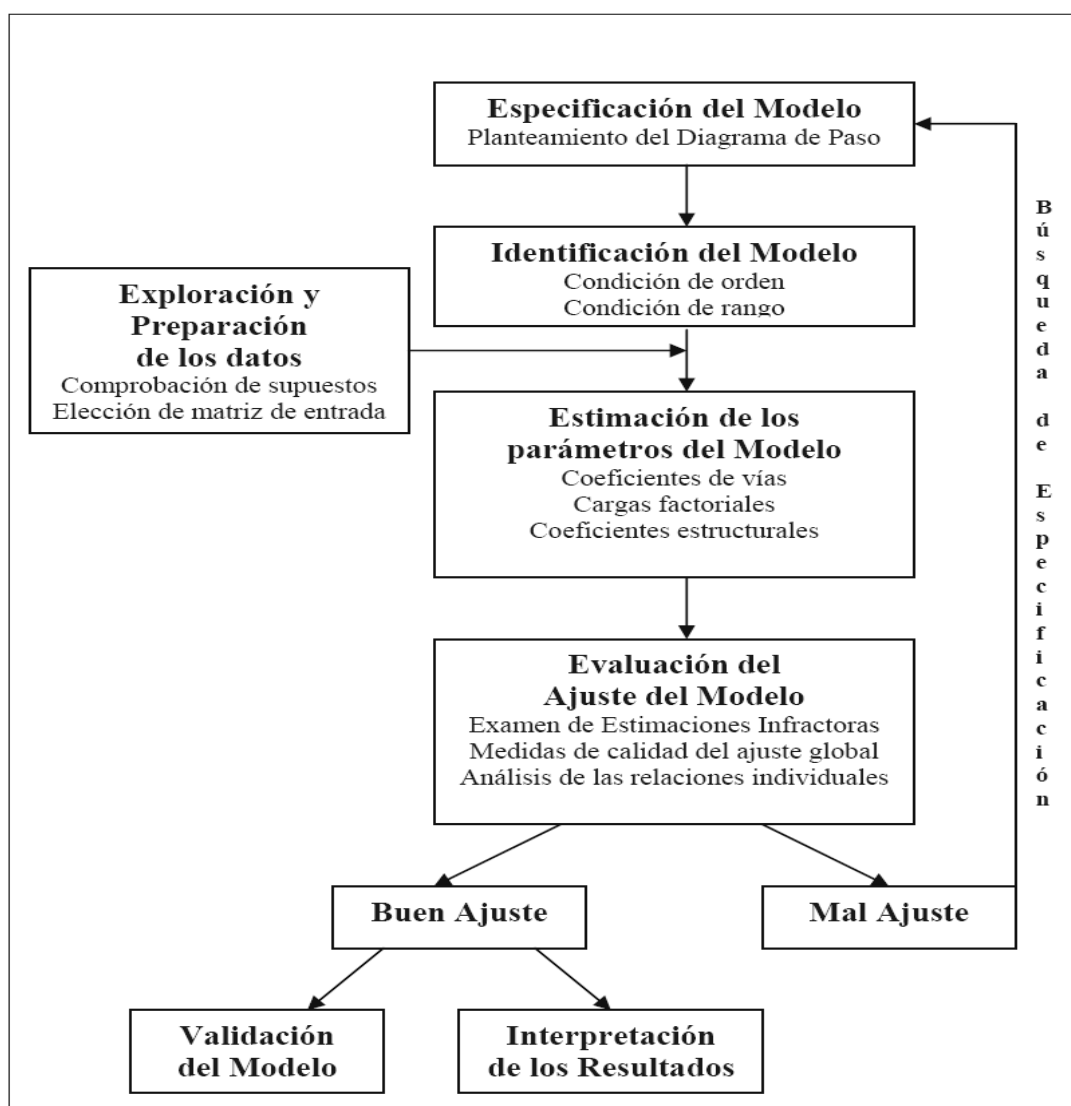 Especificación del Modelo
Planteamiento del Diagrama de Paso
Identificación del Modelo
Condición de orden
Condición de rango
Exploración y
Preparación
de los datos
Comprobación de supuestos
Elección de matriz de entrada
Estimación de los
parámetros del Modelo
Coeficientes de vías
Cargas factoriales
Coeficientes estructurales
Evaluación del
Ajuste del Modelo
Examen de Estimaciones Infractoras
Medidas de calidad del ajuste global
Análisis de las relaciones individuales
Buen Ajuste
Mal Ajuste
Validación
del Modelo
Interpretación
de los Resultados
Búsqueda de Especificación